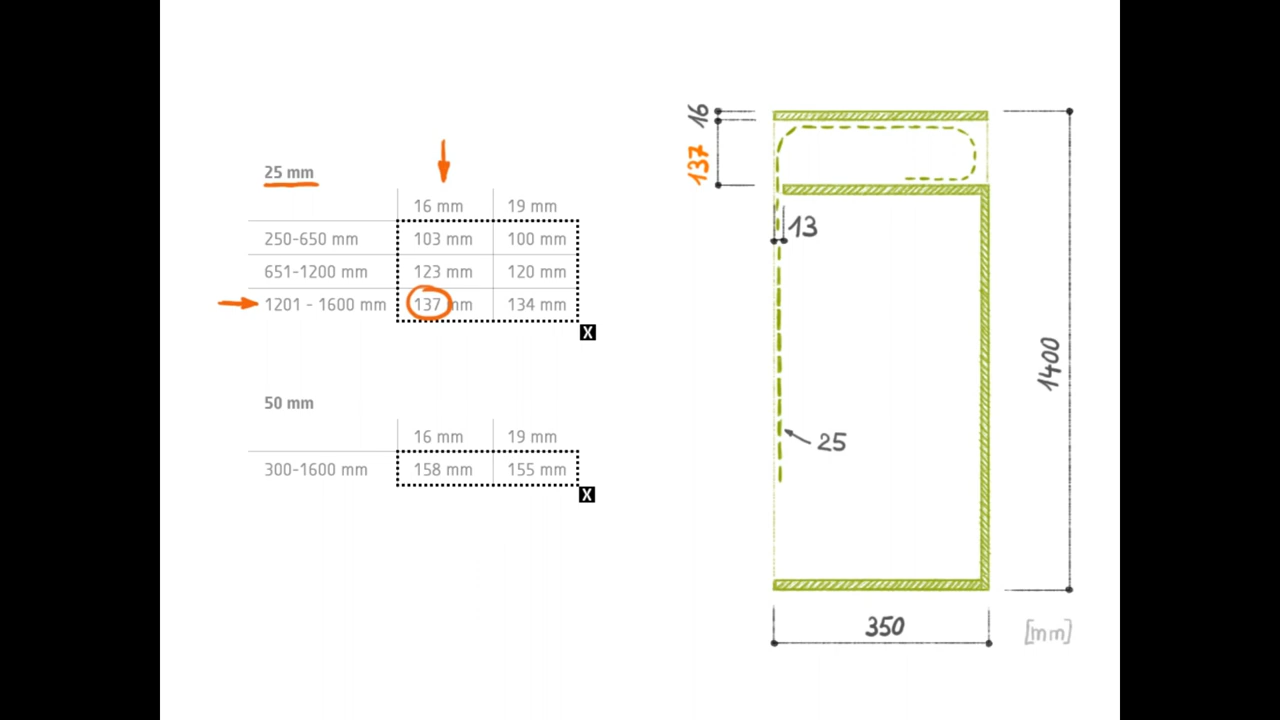 25 mm
16 mm 19 mm
250-650 mm 103 mm 100 mm
651-1200 mm 123 mm 120 mm
1201 - 1600 mm 137 mm 134 mm
X
50 mm
16 mm 19 mm
300-1600 mm 158 mm 155 mm
X
16
137
13
1400
25
350
[mm]